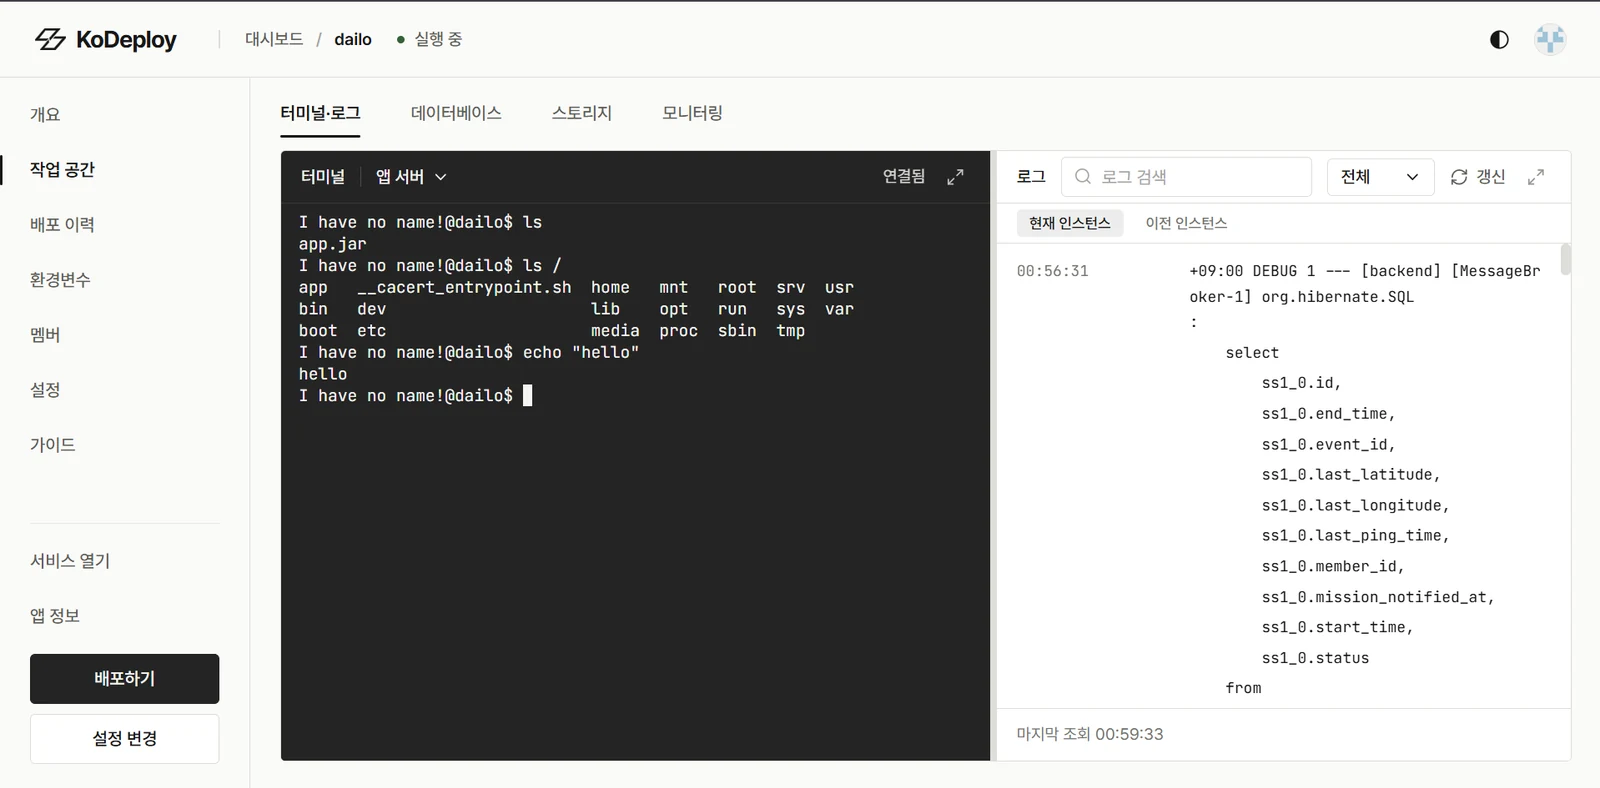 KoDeploy
대시보드 / dailo 실행 중
개요
작업 공간
배포 이력
환경변수
멤버
설정
가이드
서비스 열기
앱 정보
배포하기
설정 변경
터미널·로그 데이터베이스 스토리지 모니터링
터미널 앱 서버 연결됨
I have no name!@dailo$ ls
app.jar
I have no name!@dailo$ ls /
app __cacert_entrypoint.sh home mnt root srv usr
bin dev lib opt run sys var
boot etc media proc sbin tmp
I have no name!@dailo$ echo "hello"
hello
I have no name!@dailo$
로그 로그 검색 전체 갱신
현재 인스턴스 이전 인스턴스
00:56:31 +09:00 DEBUG 1 --- [backend] [MessageBr
oker-1] org.hibernate.SQL
:
select
ss1_0.id,
ss1_0.end_time,
ss1_0.event_id,
ss1_0.last_latitude,
ss1_0.last_longitude,
ss1_0.last_ping_time,
ss1_0.member_id,
ss1_0.mission_notified_at,
ss1_0.start_time,
ss1_0.status
from
마지막 조회 00:59:33